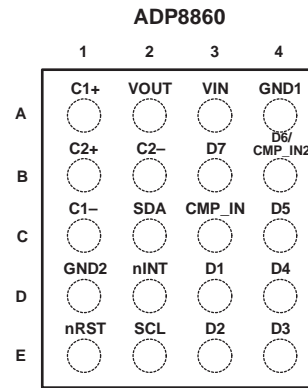 ADP8860
1 2 3 4
C1+ VOUT VIN GND1
A
D6/
C2+ C2– D7 CMP_IN2
B
C1– SDA CMP_IN D5
C
GND2 nINT D1 D4
D
nRST SCL D2 D3
E